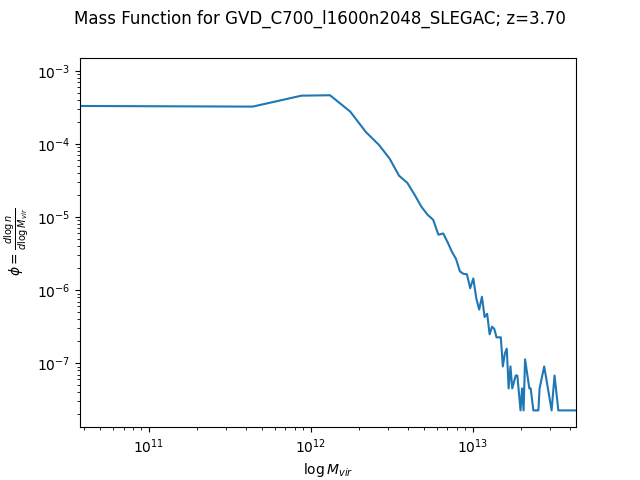 Mass Function for GVD_C700_l1600n2048_SLEGAC; z=3.70
10⁻³
10⁻⁴
10⁻⁵
10⁻⁶
10⁻⁷
ϕ = d log n / d log M_vir
10¹¹
10¹²
10¹³
log M_vir